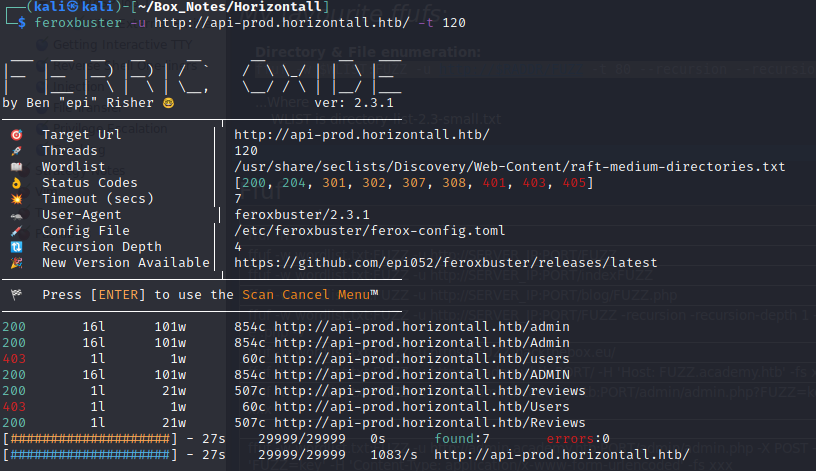 ┌──(kali㉿kali)-[~/Box_Notes/Horizontall]
└─$ feroxbuster -u http://api-prod.horizontall.htb/ -t 120
Getting Interactive TTY
Directory & File enumeration:
FERRIC OXIDE
by Ben "epi" Risher 🤓 ver: 2.3.1
🎯 Target Url │ http://api-prod.horizontall.htb/
🚀 Threads │ 120
📖 Wordlist │ /usr/share/seclists/Discovery/Web-Content/raft-medium-directories.txt
👌 Status Codes │ [200, 204, 301, 302, 307, 308, 401, 403, 405]
💥 Timeout (secs) │ 7
🦡 User-Agent │ feroxbuster/2.3.1
💉 Config File │ /etc/feroxbuster/ferox-config.toml
🔃 Recursion Depth │ 4
🎉 New Version Available │ https://github.com/epi052/feroxbuster/releases/latest
🏁 Press [ENTER] to use the Scan Cancel Menu™
200 16l 101w 854c http://api-prod.horizontall.htb/admin
200 16l 101w 854c http://api-prod.horizontall.htb/Admin
403 1l 1w 60c http://api-prod.horizontall.htb/users
200 16l 101w 854c http://api-prod.horizontall.htb/ADMIN
200 1l 21w 507c http://api-prod.horizontall.htb/reviews
403 1l 1w 60c http://api-prod.horizontall.htb/Users
200 1l 21w 507c http://api-prod.horizontall.htb/Reviews
[####################] - 27s 29999/29999 0s found:7 errors:0
[####################] - 27s 29999/29999 1083/s http://api-prod.horizontall.htb/